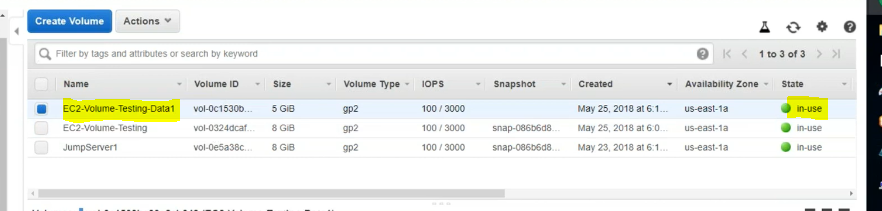 Create Volume Actions
Filter by tags and attributes or search by keyword 1 to 3 of 3
Name Volume ID Size Volume Type IOPS Snapshot Created Availability Zone State
EC2-Volume-Testing-Data1 vol-0c1530b... 5 GiB gp2 100 / 3000 May 25, 2018 at 6:1... us-east-1a in-use
EC2-Volume-Testing vol-0324dcaf... 8 GiB gp2 100 / 3000 snap-086b6d8... May 25, 2018 at 6:0... us-east-1a in-use
JumpServer1 vol-0e5a38c... 8 GiB gp2 100 / 3000 snap-086b6d8... May 23, 2018 at 6:1... us-east-1a in-use